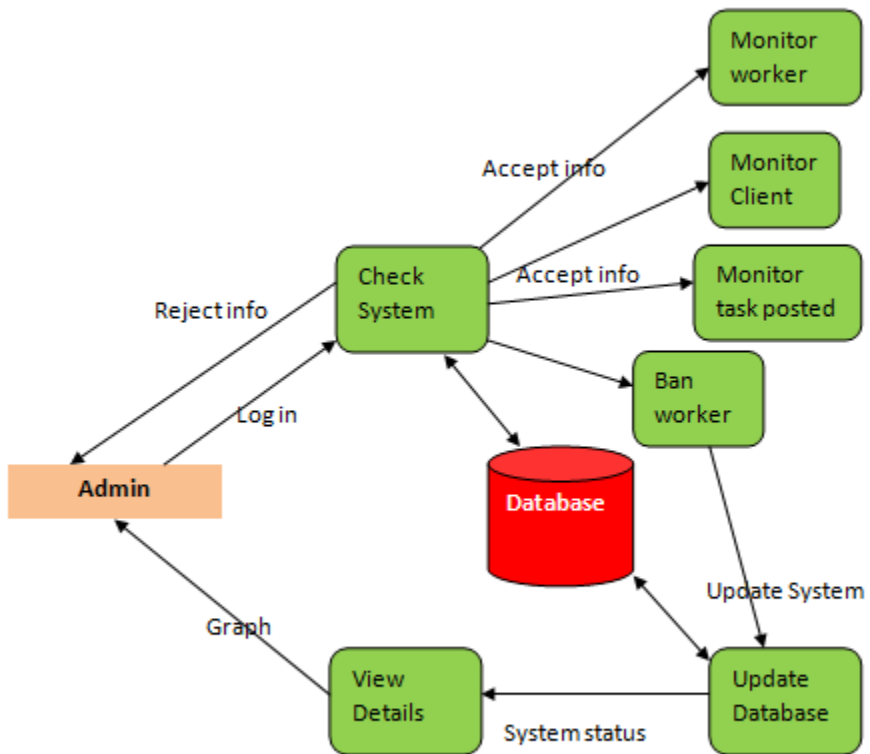 Monitor
worker
Accept info
Monitor
Client
Check
System
Accept info
Monitor
task posted
Reject info
Log in
Ban
worker
Admin
Database
Update System
Graph
View
Details
System status
Update
Database